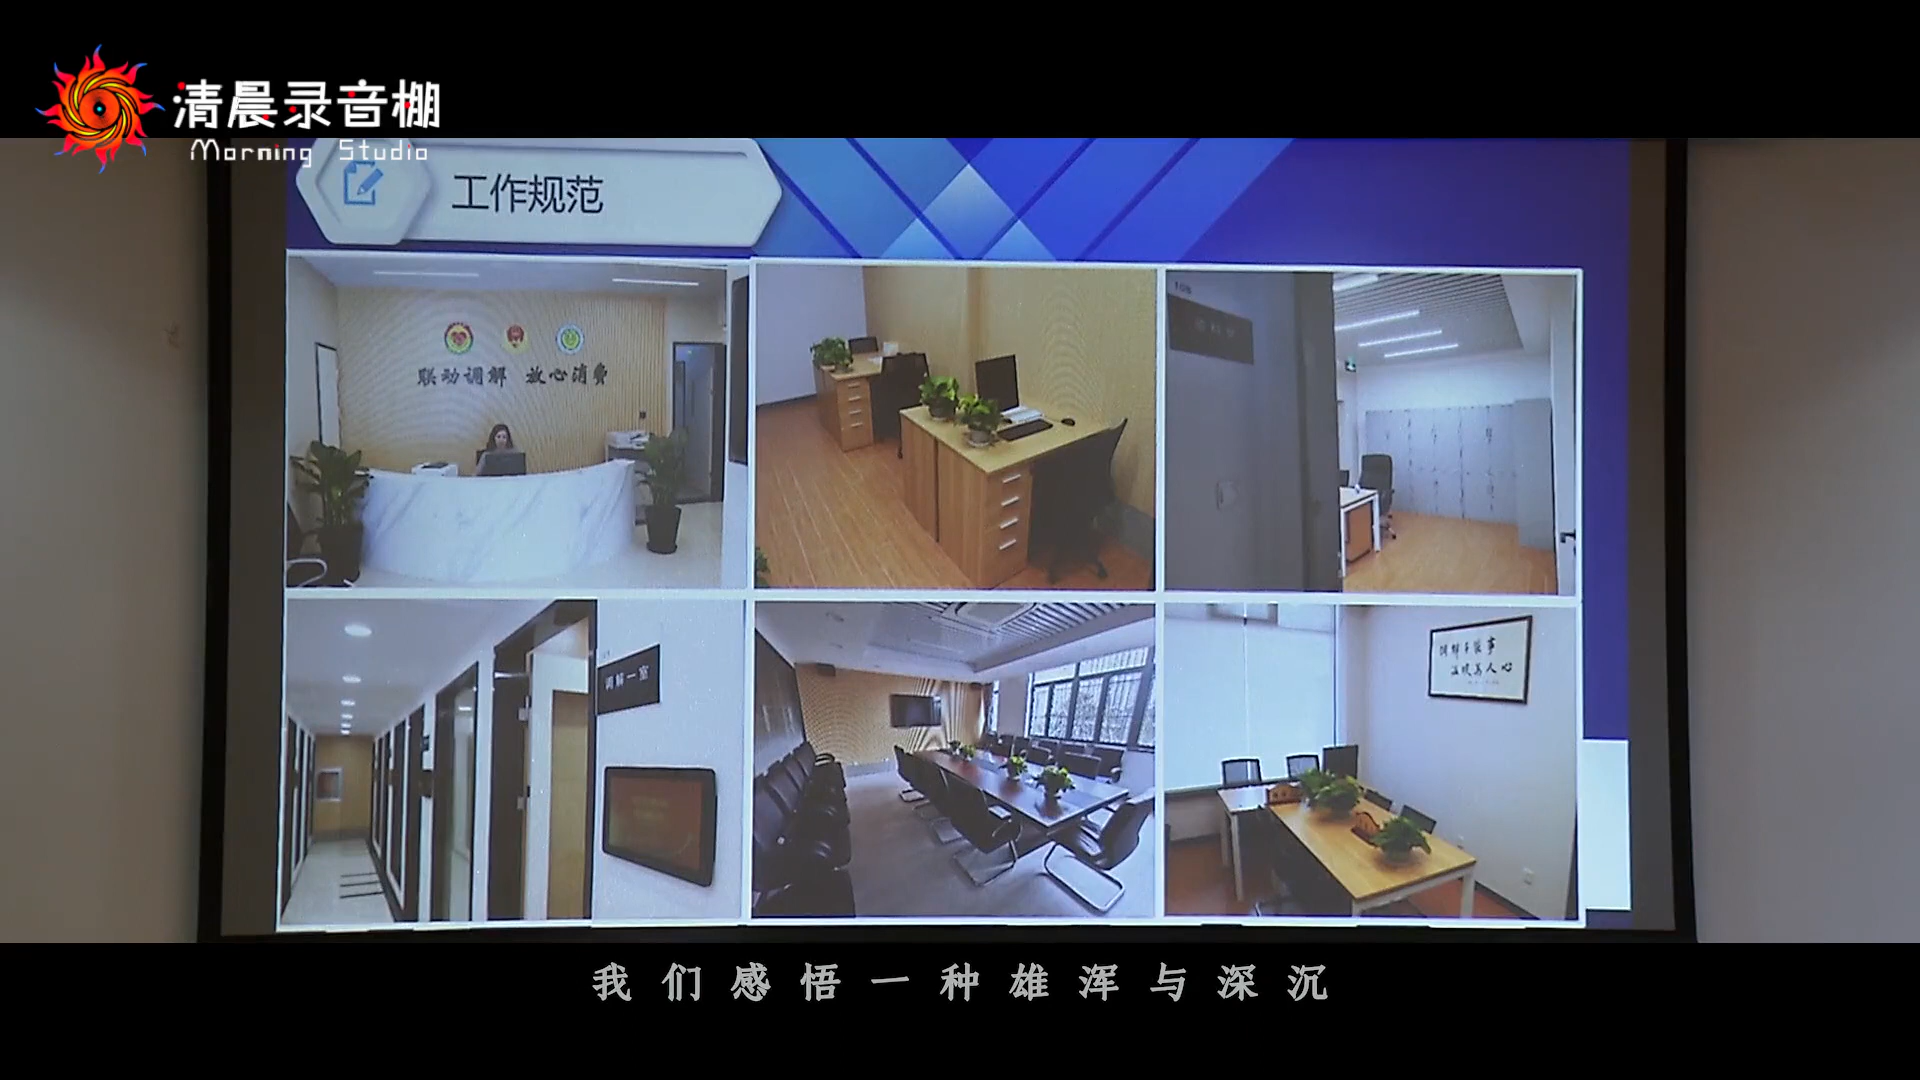 清晨录音棚
Morning Studio
工作规范
联动调解 放心消费
调解一室
我们感悟一种雄浑与深沉